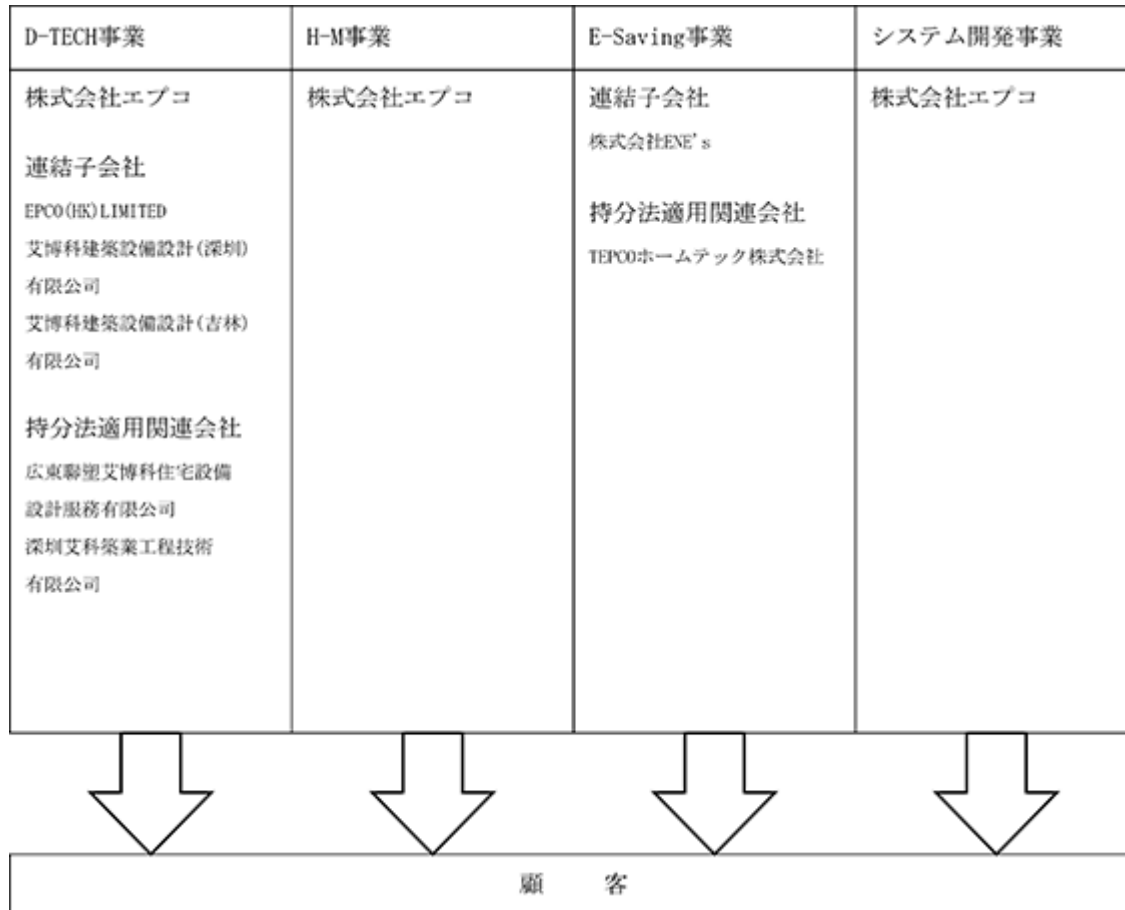 D-TECH事業
株式会社エプコ
連結子会社
EPCO(HK)LIMITED
艾博科建築設備設計(深圳)
有限公司
艾博科建築設備設計(吉林)
有限公司
持分法適用関連会社
広東聯塑艾博科住宅設備
設計服務有限公司
深圳艾科築業工程技術
有限公司
H-M事業
株式会社エプコ
E-Saving事業
連結子会社
株式会社ENE's
持分法適用関連会社
TEPCOホームテック株式会社
システム開発事業
株式会社エプコ
顧 客